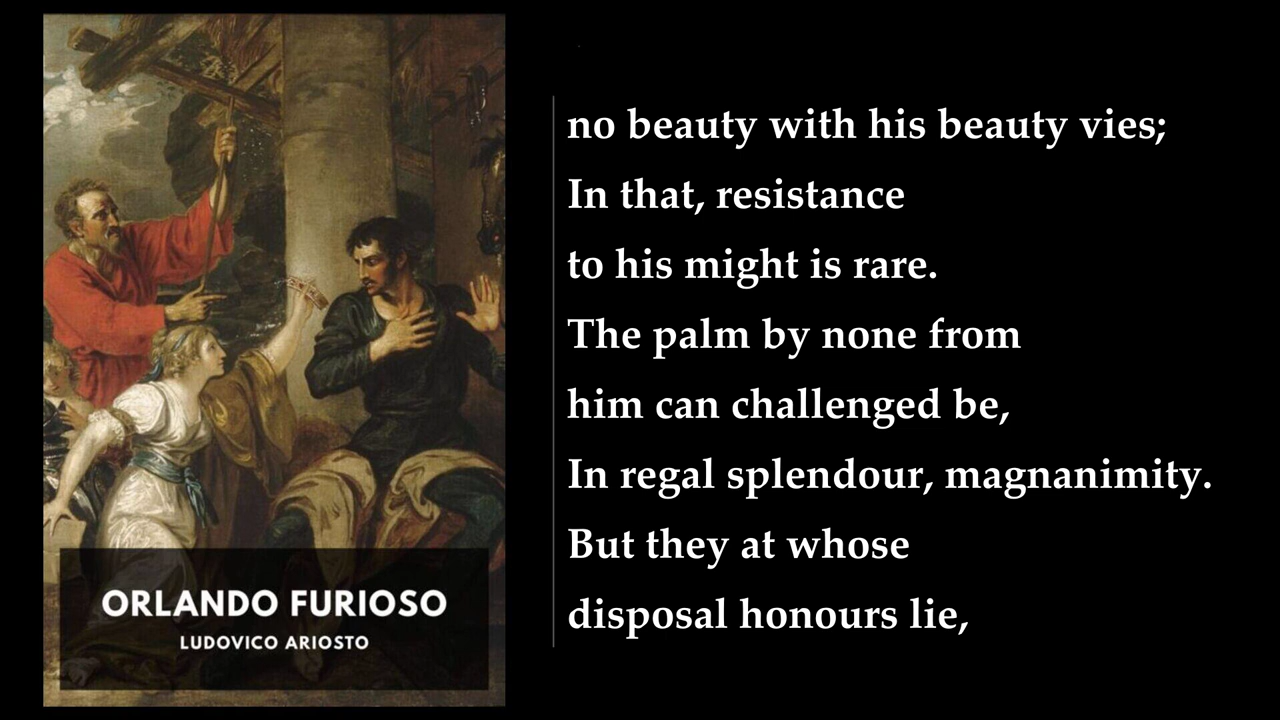 ORLANDO FURIOSO
LUDOVICO ARIOSTO
no beauty with his beauty vies;
In that, resistance
to his might is rare.
The palm by none from
him can challenged be,
In regal splendour, magnanimity.
But they at whose
disposal honours lie,